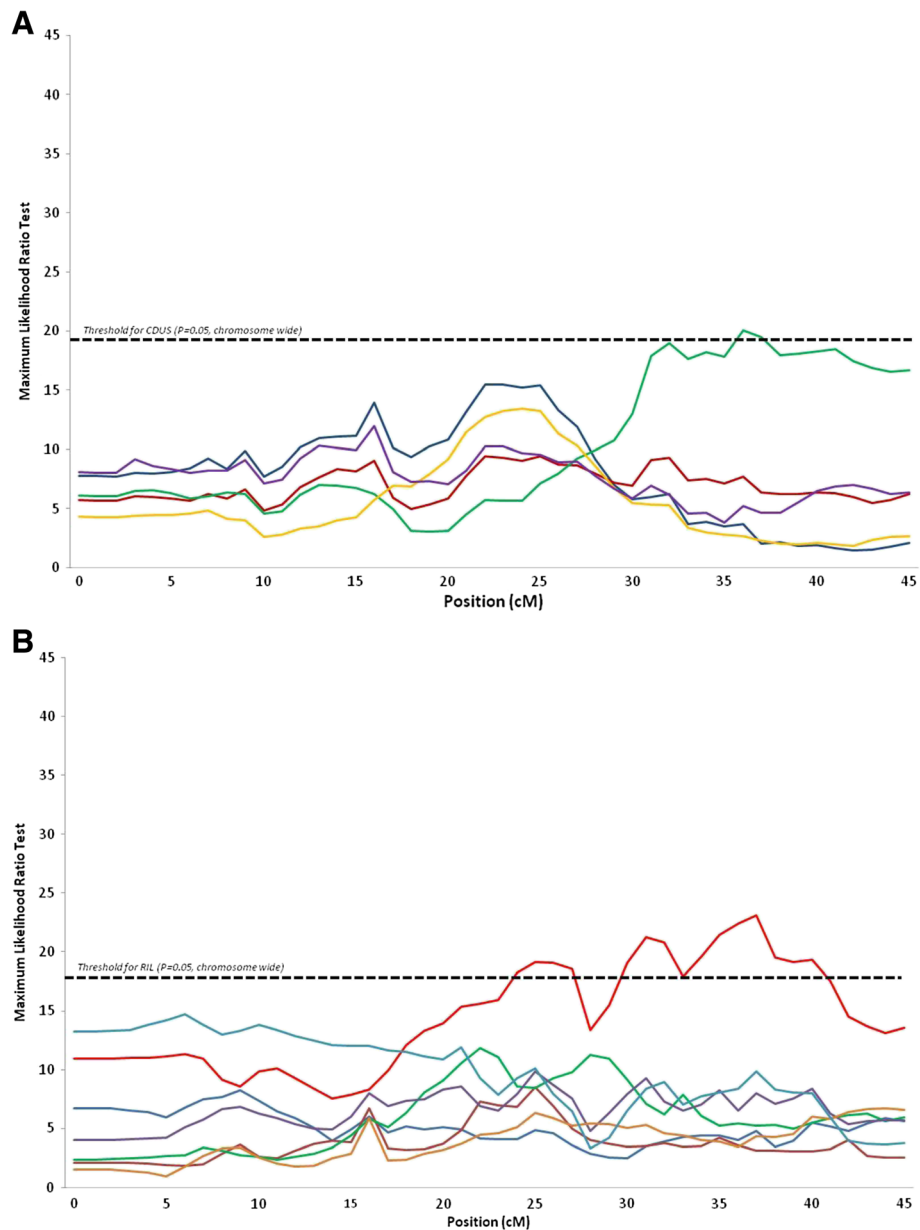 A
45
40
35
30
25
20
15
10
5
0
Maximum Likelihood Ratio Test
Threshold for CDUS (P=0.05, chromosome wide)
0 5 10 15 20 25 30 35 40 45
Position (cM)
B
45
40
35
30
25
20
15
10
5
0
Maximum Likelihood Ratio Test
Threshold for RIL (P=0.05, chromosome wide)
0 5 10 15 20 25 30 35 40 45
Position (cM)